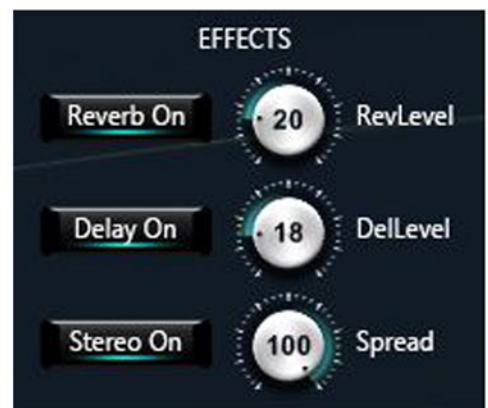 EFFECTS
Reverb On 20 RevLevel
Delay On 18 DelLevel
Stereo On 100 Spread